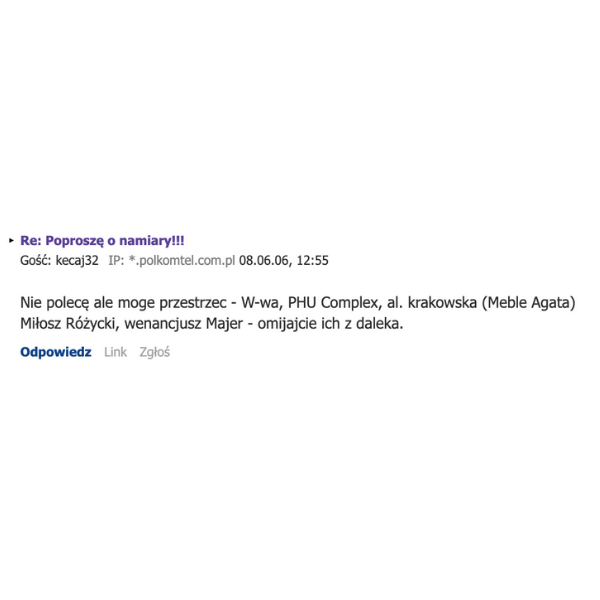 Re: Poproszę o namiary!!!
Gość: kecaj32 IP: *.polkomtel.com.pl 08.06.06, 12:55
Nie polecę ale moge przestrzec - W-wa, PHU Complex, al. krakowska (Meble Agata)
Miłosz Różycki, wenancjusz Majer - omijajcie ich z daleka.
Odpowiedz Link Zgłoś